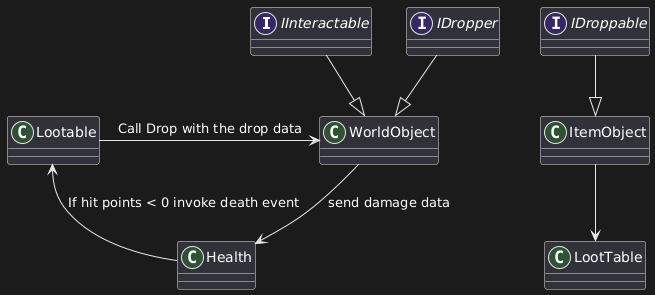 I IInteractable
I IDropper
I IDroppable
C Lootable
Call Drop with the drop data
C WorldObject
C ItemObject
If hit points < 0 invoke death event
send damage data
C Health
C LootTable